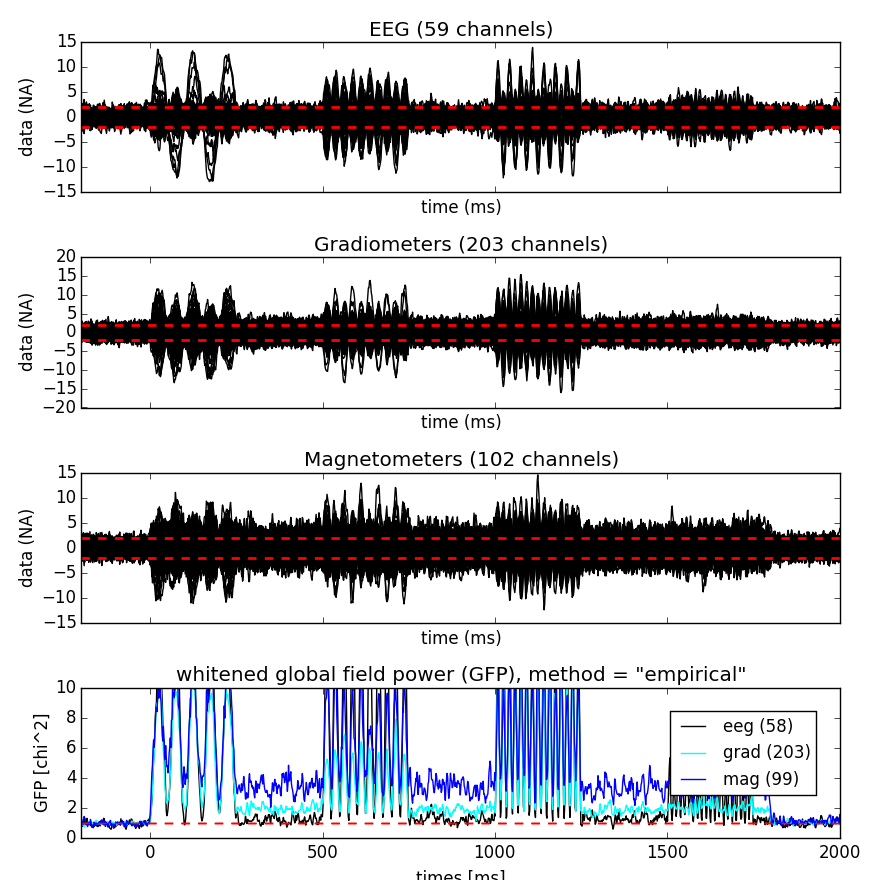 EEG (59 channels)
15
10
5
0
−5
−10
−15
data (NA)
time (ms)
Gradiometers (203 channels)
20
15
10
5
0
−5
−10
−15
−20
data (NA)
time (ms)
Magnetometers (102 channels)
15
10
5
0
−5
−10
−15
data (NA)
time (ms)
whitened global field power (GFP), method = "empirical"
10
8
6
4
2
0
GFP [chi^2]
eeg (58)
grad (203)
mag (99)
0 500 1000 1500 2000
times [ms]